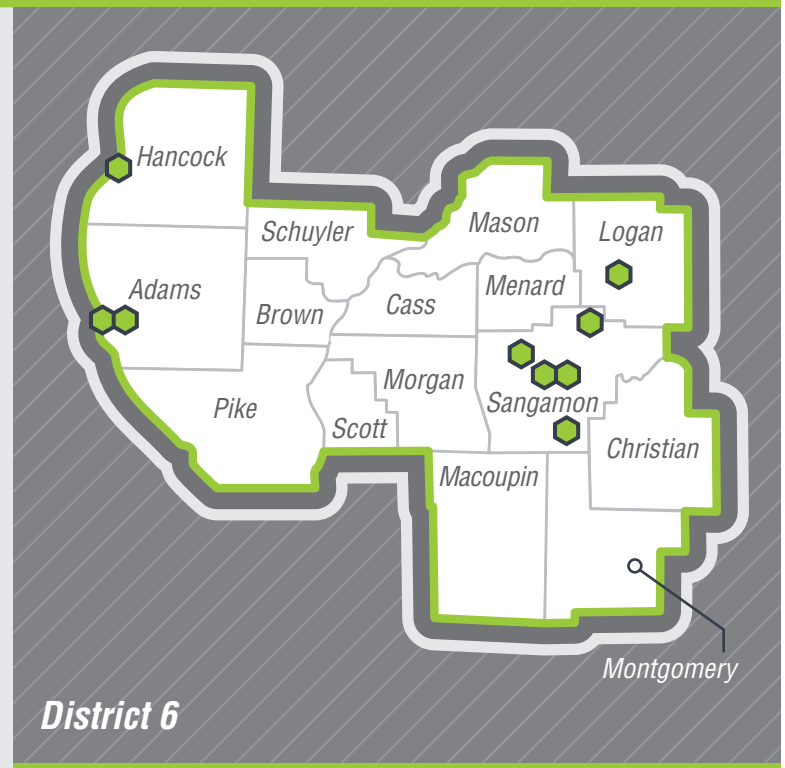 Hancock
Mason
Schuyler
Logan
Adams
Menard
Cass
Brown
Morgan
Sangamon
Pike
Scott
Christian
Macoupin
Montgomery
District 6